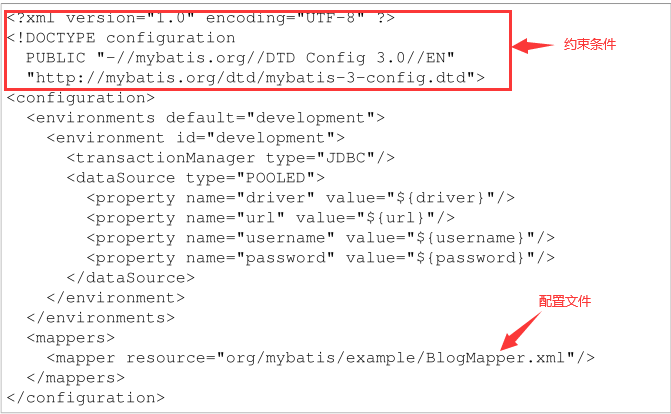 <?xml version="1.0" encoding="UTF-8" ?>
<!DOCTYPE configuration
  PUBLIC "-//mybatis.org//DTD Config 3.0//EN"
  "http://mybatis.org/dtd/mybatis-3-config.dtd">
约束条件
<configuration>
  <environments default="development">
    <environment id="development">
      <transactionManager type="JDBC"/>
      <dataSource type="POOLED">
        <property name="driver" value="${driver}"/>
        <property name="url" value="${url}"/>
        <property name="username" value="${username}"/>
        <property name="password" value="${password}"/>
      </dataSource>
    </environment>
  </environments>
配置文件
  <mappers>
    <mapper resource="org/mybatis/example/BlogMapper.xml"/>
  </mappers>
</configuration>